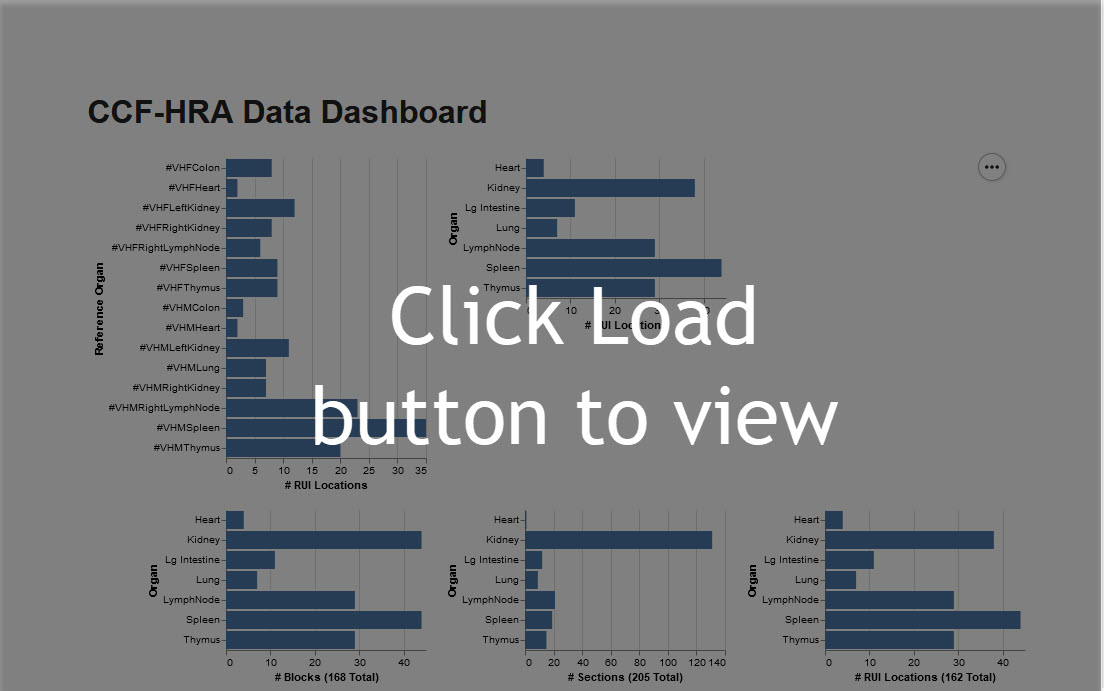 CCF-HRA Data Dashboard
Reference Organ
#VHFColon
#VHFHeart
#VHFLeftKidney
#VHFRightKidney
#VHFRightLymphNode
#VHFSpleen
#VHFThymus
#VHMColon
#VHMHeart
#VHMLeftKidney
#VHMLung
#VHMRightKidney
#VHMRightLymphNode
#VHMSpleen
#VHMThymus
0 5 10 15 20 25 30 35
# RUI Locations
Organ
Heart
Kidney
Lg Intestine
Lung
LymphNode
Spleen
Thymus
10 20
Click Load
button to view
Organ
Heart
Kidney
Lg Intestine
Lung
LymphNode
Spleen
Thymus
0 10 20 30 40
# Blocks (168 Total)
Organ
Heart
Kidney
Lg Intestine
Lung
LymphNode
Spleen
Thymus
0 20 40 60 80 100 120 140
# Sections (205 Total)
Organ
Heart
Kidney
Lg Intestine
Lung
LymphNode
Spleen
Thymus
0 10 20 30 40
# RUI Locations (162 Total)